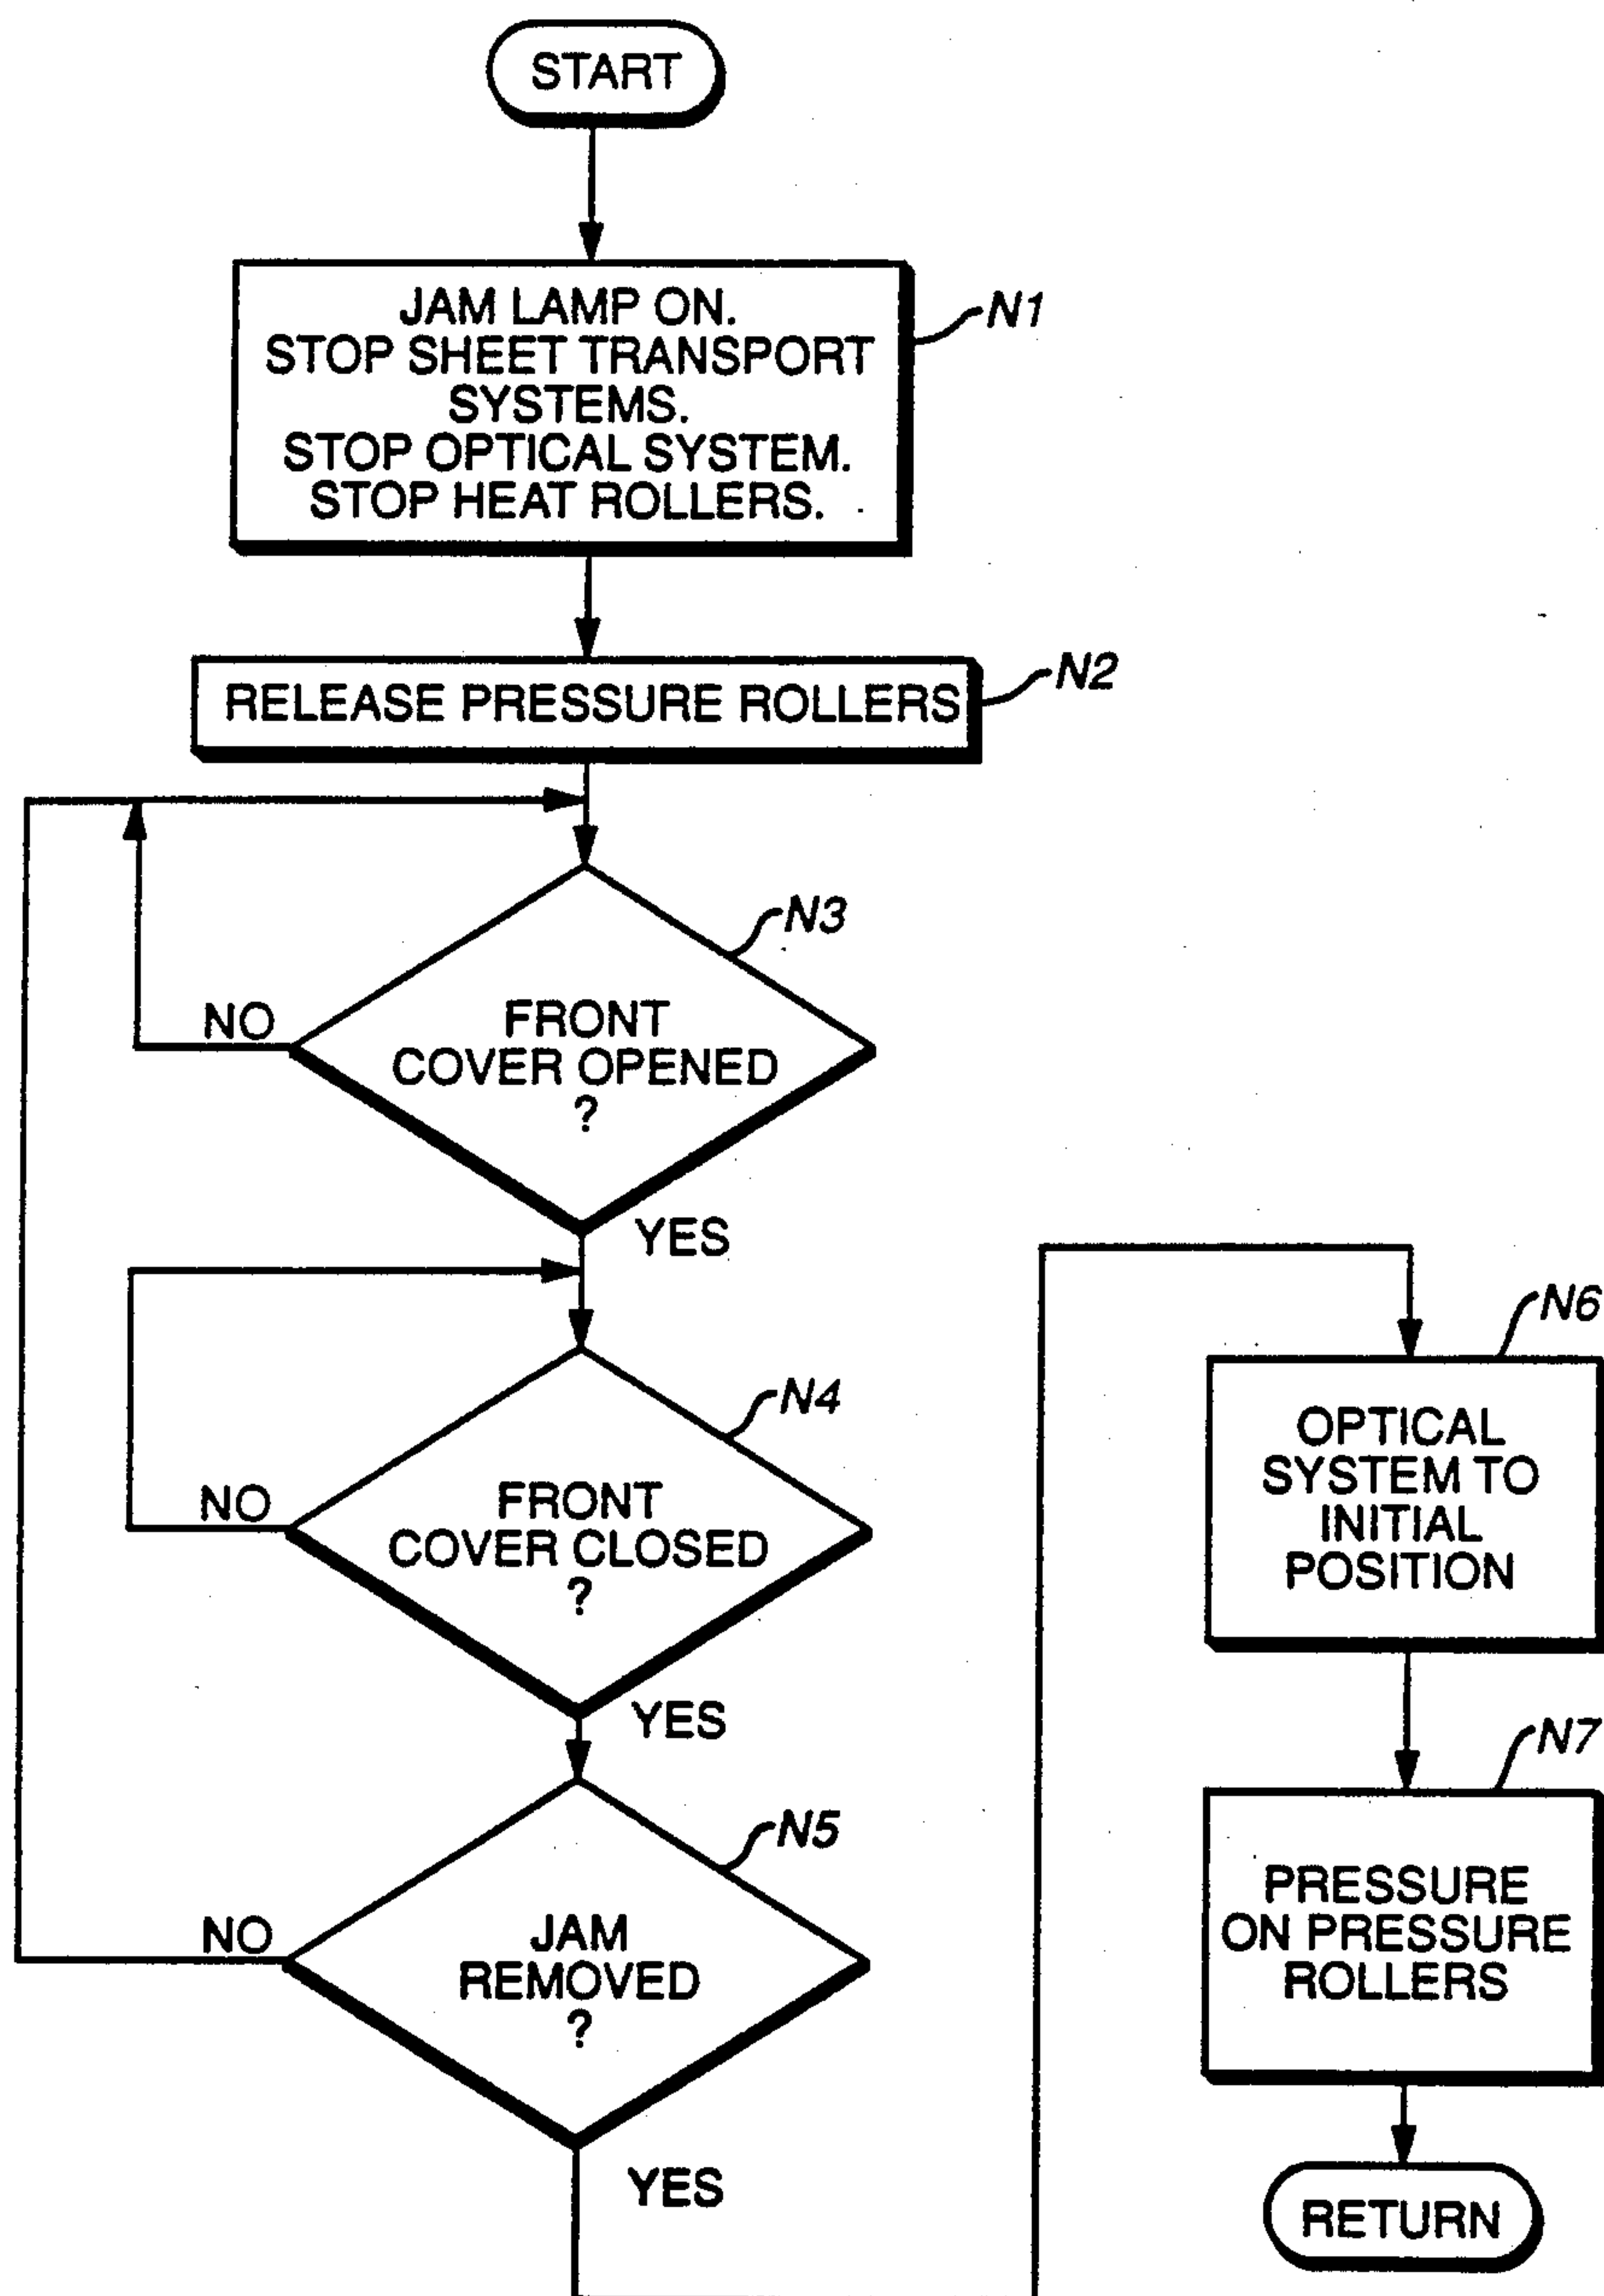 START
JAM LAMP ON.
STOP SHEET TRANSPORT
SYSTEMS.
STOP OPTICAL SYSTEM.
STOP HEAT ROLLERS.
N1
RELEASE PRESSURE ROLLERS
N2
N3
FRONT
COVER OPENED
?
NO
YES
N4
FRONT
COVER CLOSED
?
NO
YES
N5
JAM
REMOVED
?
NO
YES
N6
OPTICAL
SYSTEM TO
INITIAL
POSITION
N7
PRESSURE
ON PRESSURE
ROLLERS
RETURN